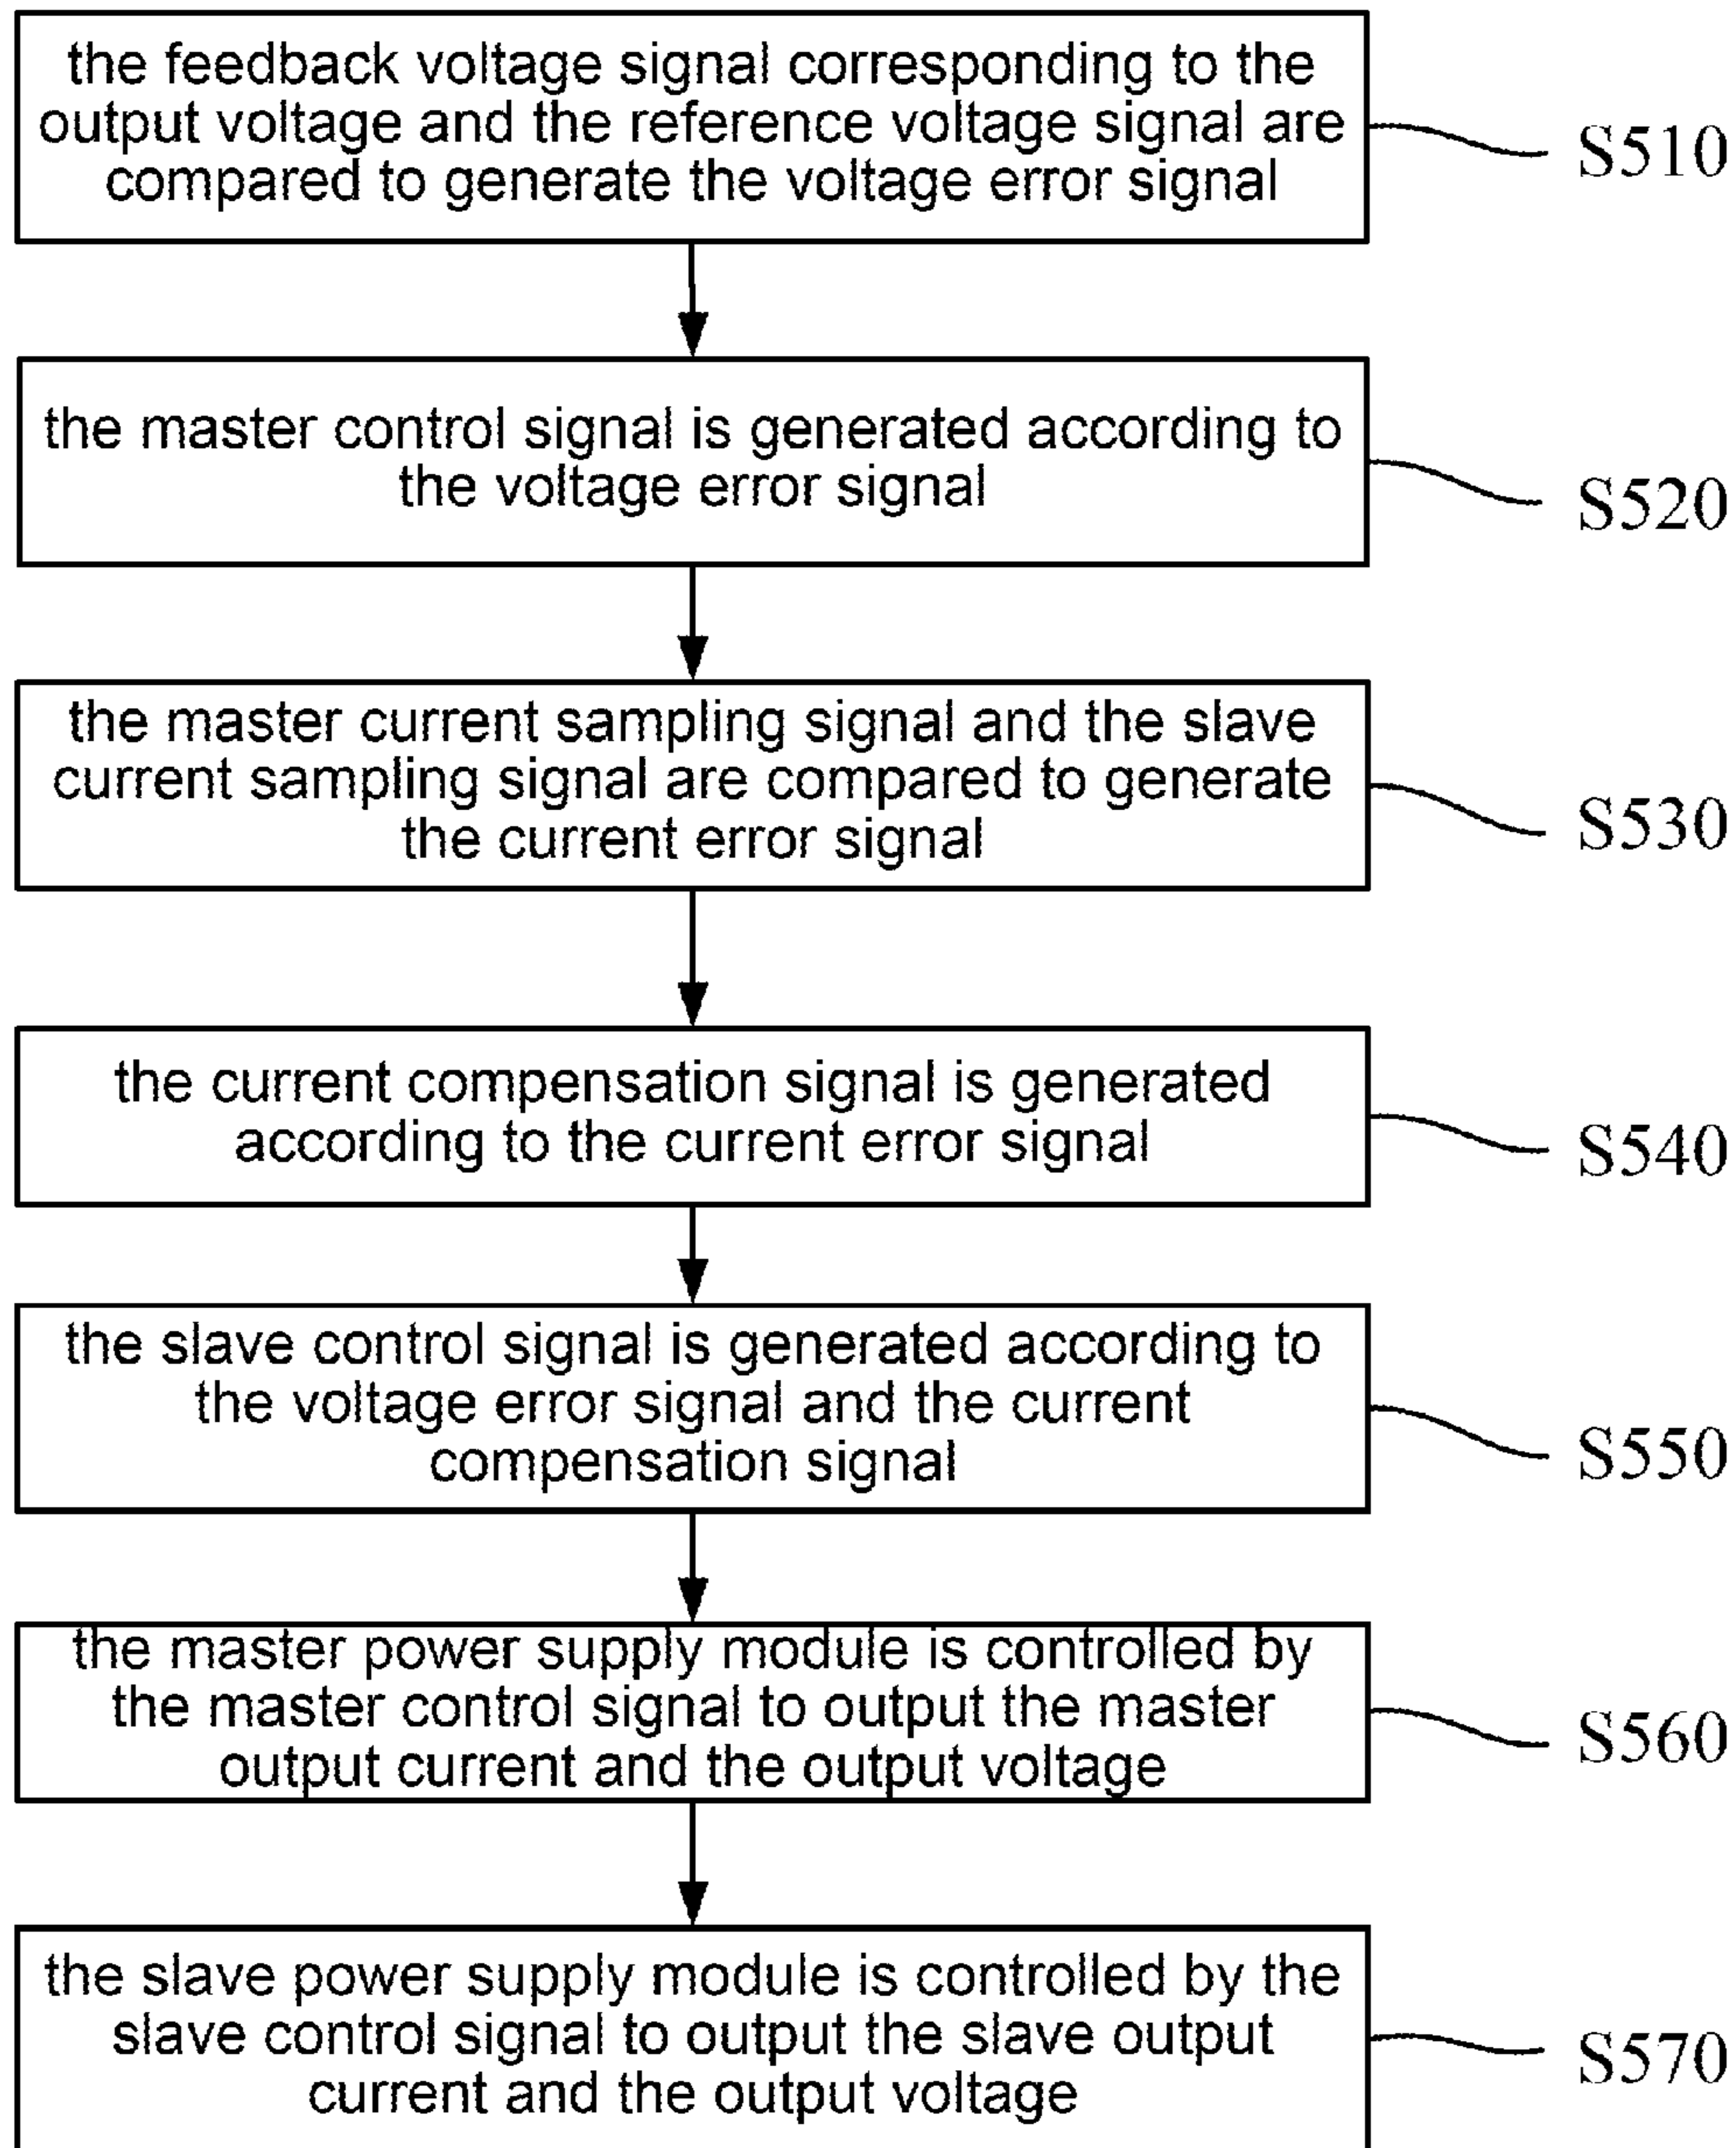 the feedback voltage signal corresponding to the
output voltage and the reference voltage signal are
compared to generate the voltage error signal
S510
the master control signal is generated according to
the voltage error signal
S520
the master current sampling signal and the slave
current sampling signal are compared to generate
the current error signal
S530
the current compensation signal is generated
according to the current error signal
S540
the slave control signal is generated according to
the voltage error signal and the current
compensation signal
S550
the master power supply module is controlled by
the master control signal to output the master
output current and the output voltage
S560
the slave power supply module is controlled by the
slave control signal to output the slave output
current and the output voltage
S570